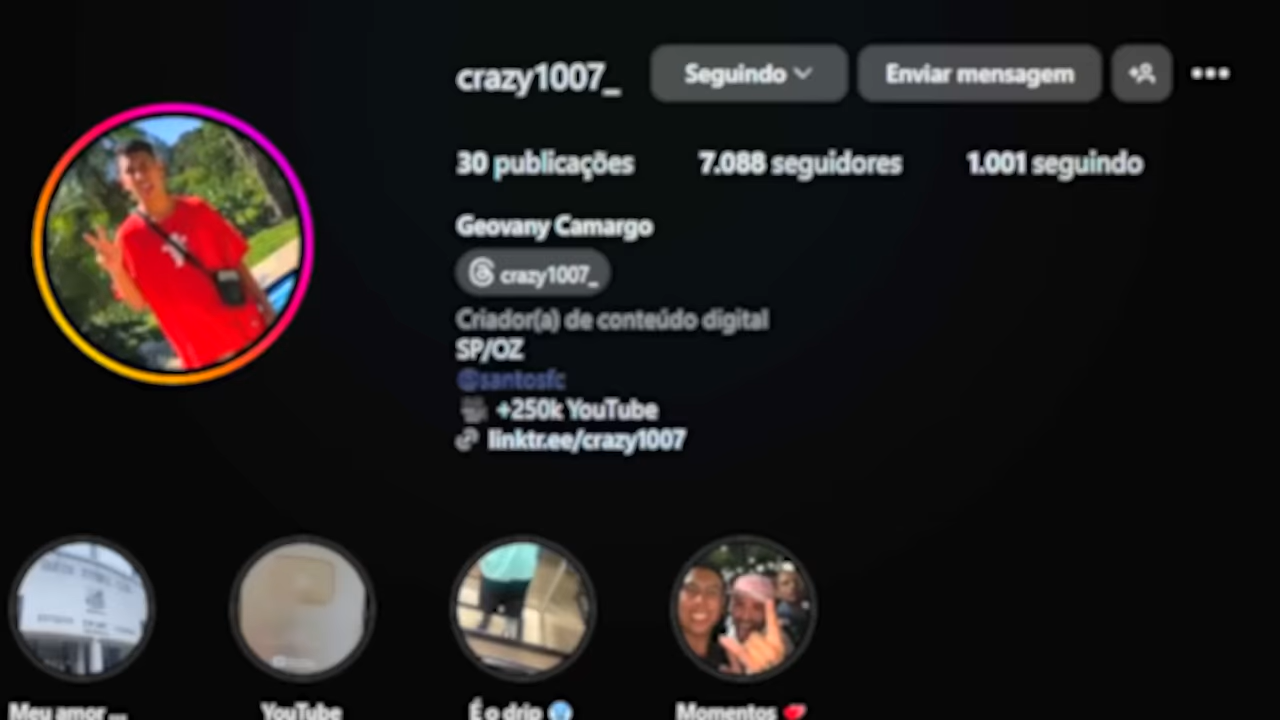 crazy1007_ Seguindo Enviar mensagem
30 publicações 7.088 seguidores 1.001 seguindo
Geovany Camargo
crazy1007_
Criador(a) de conteúdo digital
SP/OZ
@santosfc
+250k YouTube
linktr.ee/crazy1007
Meu amor ... YouTube É o drip Momentos